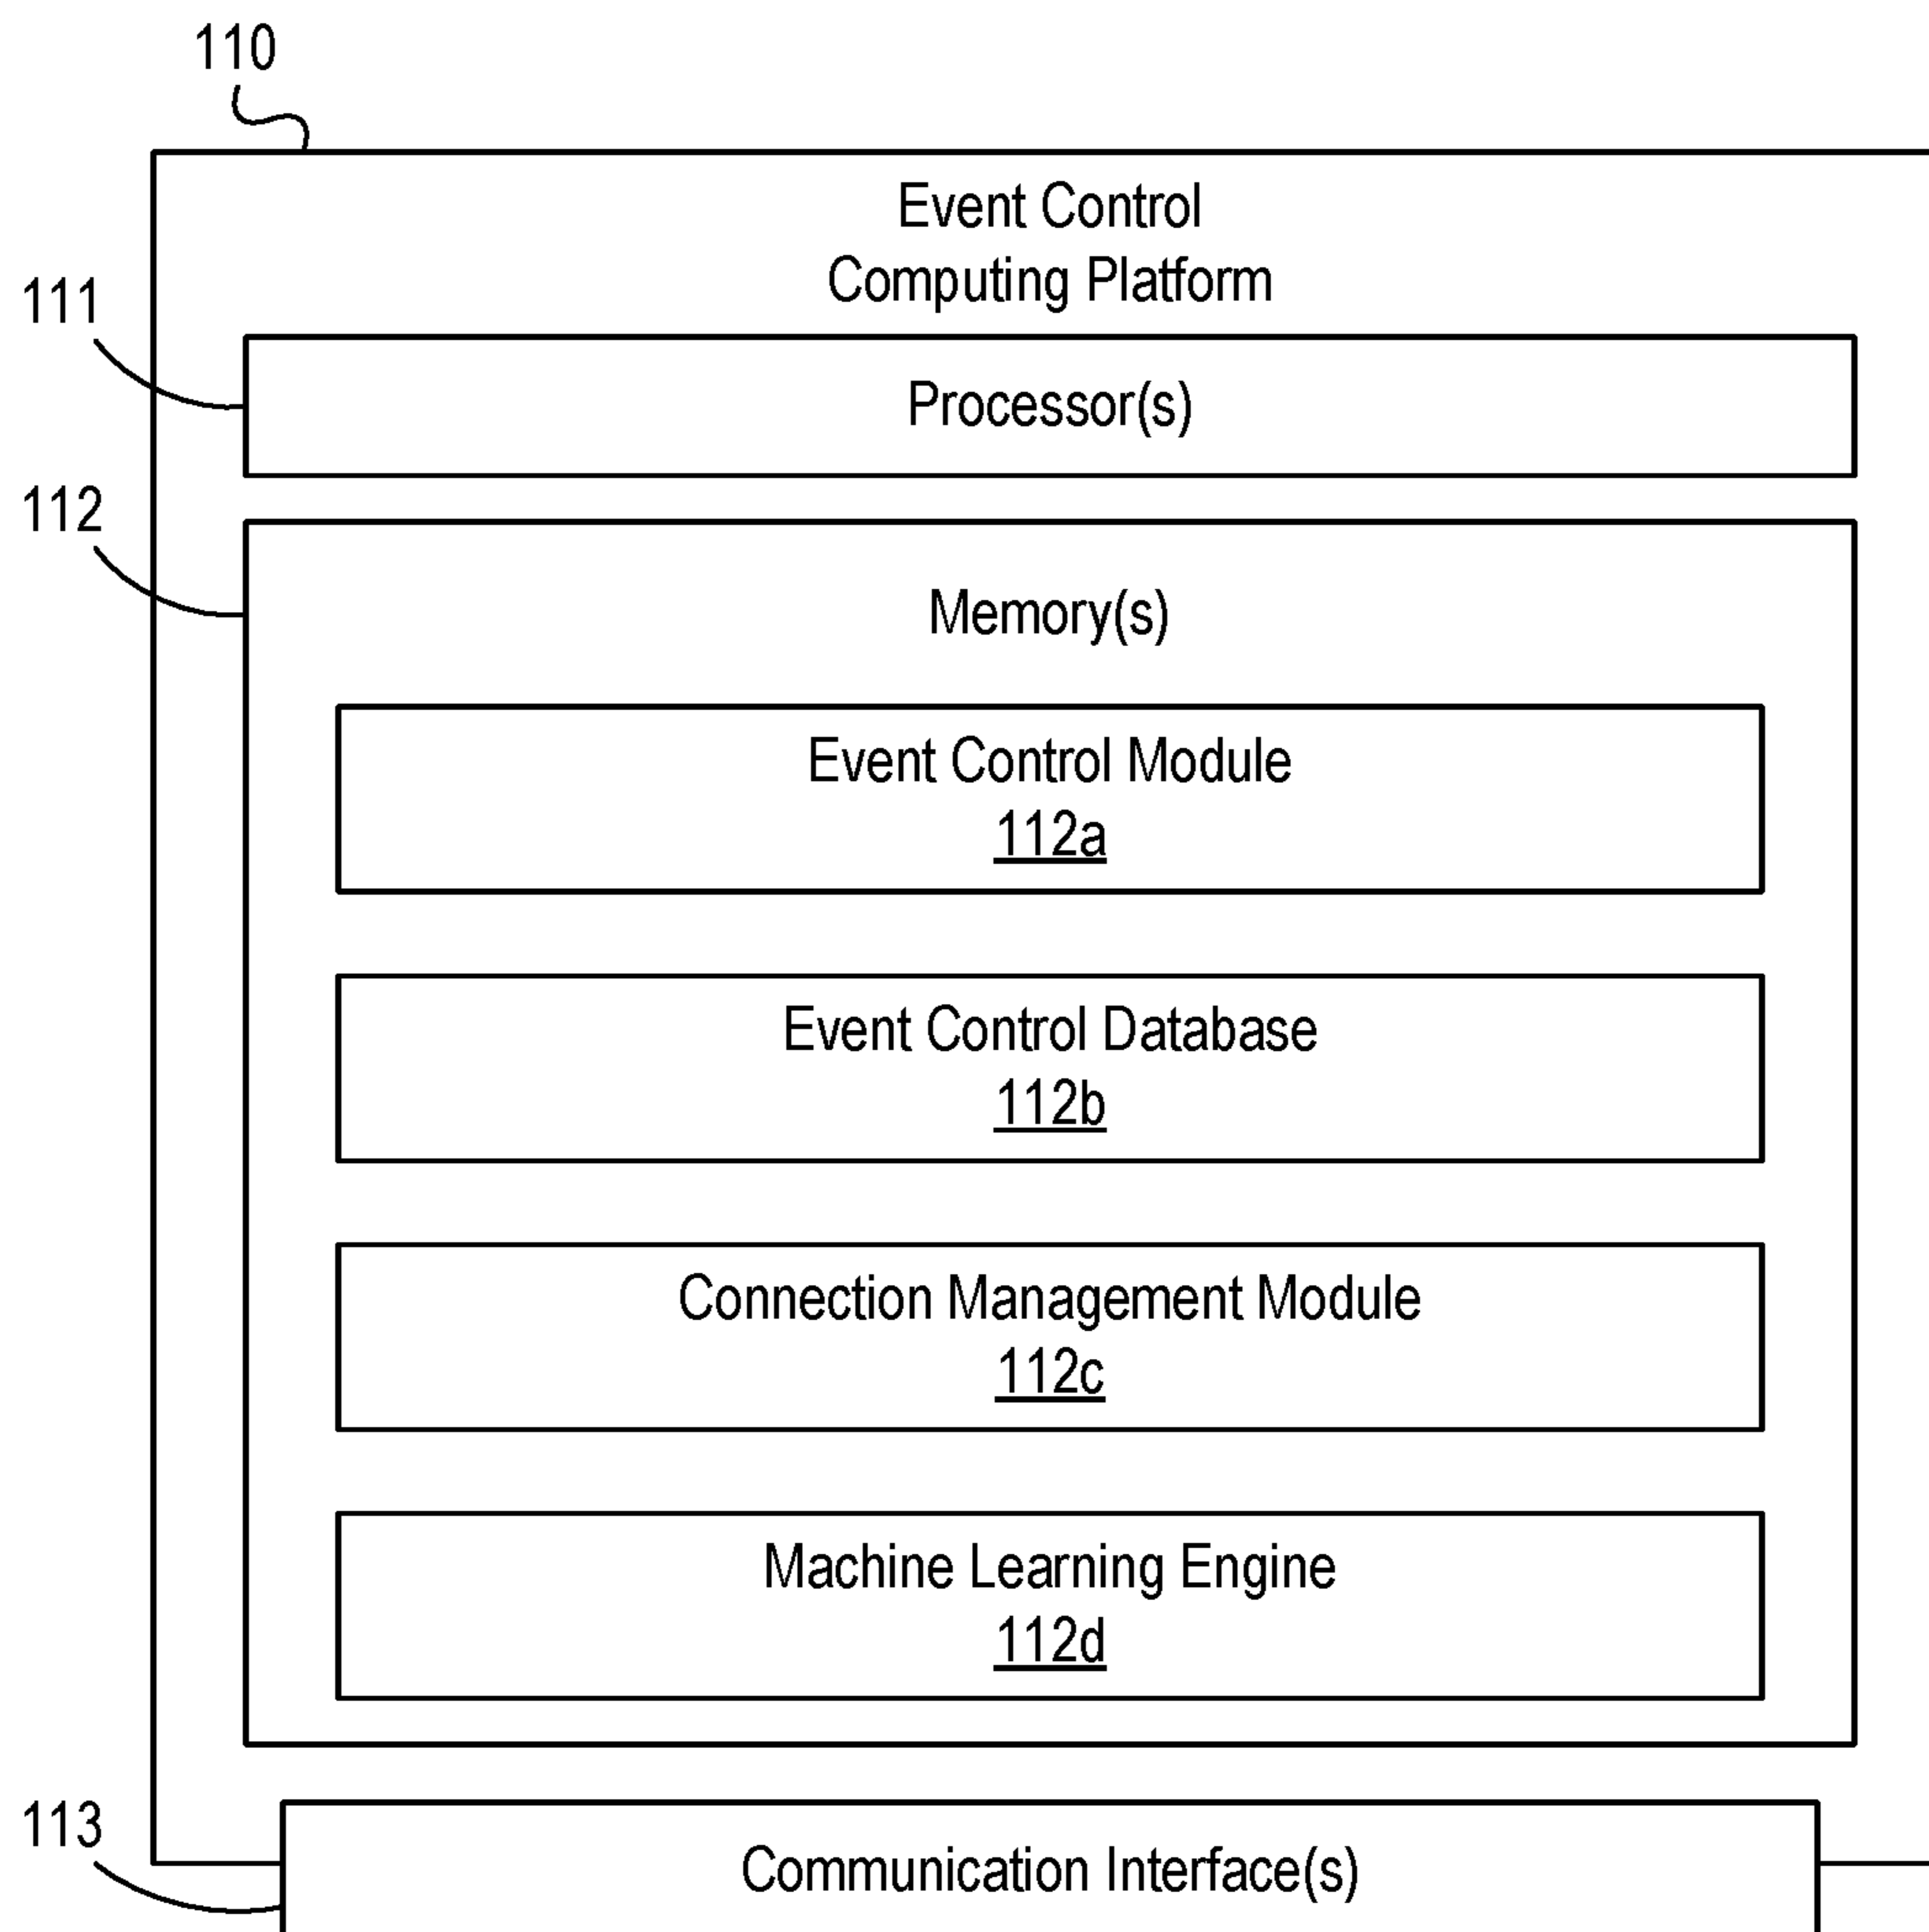 110
Event Control
Computing Platform
111
Processor(s)
112
Memory(s)
Event Control Module
112a
Event Control Database
112b
Connection Management Module
112c
Machine Learning Engine
112d
113
Communication Interface(s)